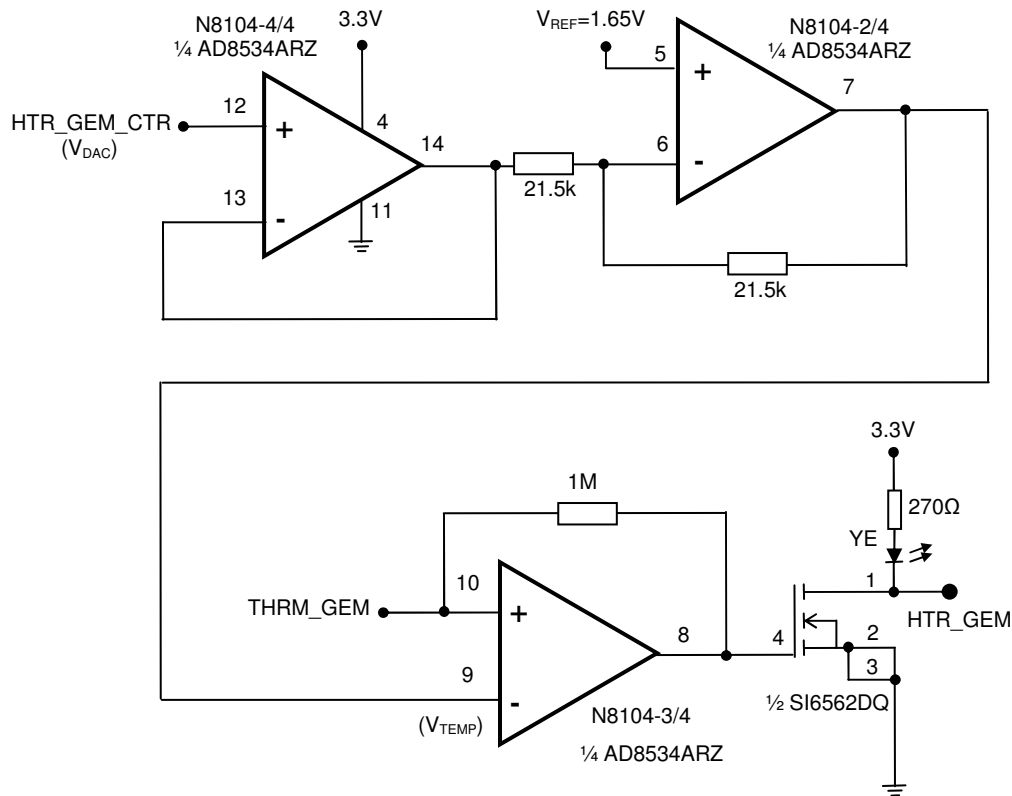 N8104-4/4
¼ AD8534ARZ
3.3V
HTR_GEM_CTR
(VDAC)
12
+
4
14
13
-
11
21.5k
VREF=1.65V
N8104-2/4
¼ AD8534ARZ
5
+
7
6
-
21.5k
3.3V
270Ω
YE
1M
THRM_GEM
10
+
8
9
-
(VTEMP)
N8104-3/4
¼ AD8534ARZ
4
1
HTR_GEM
2
3
½ SI6562DQ